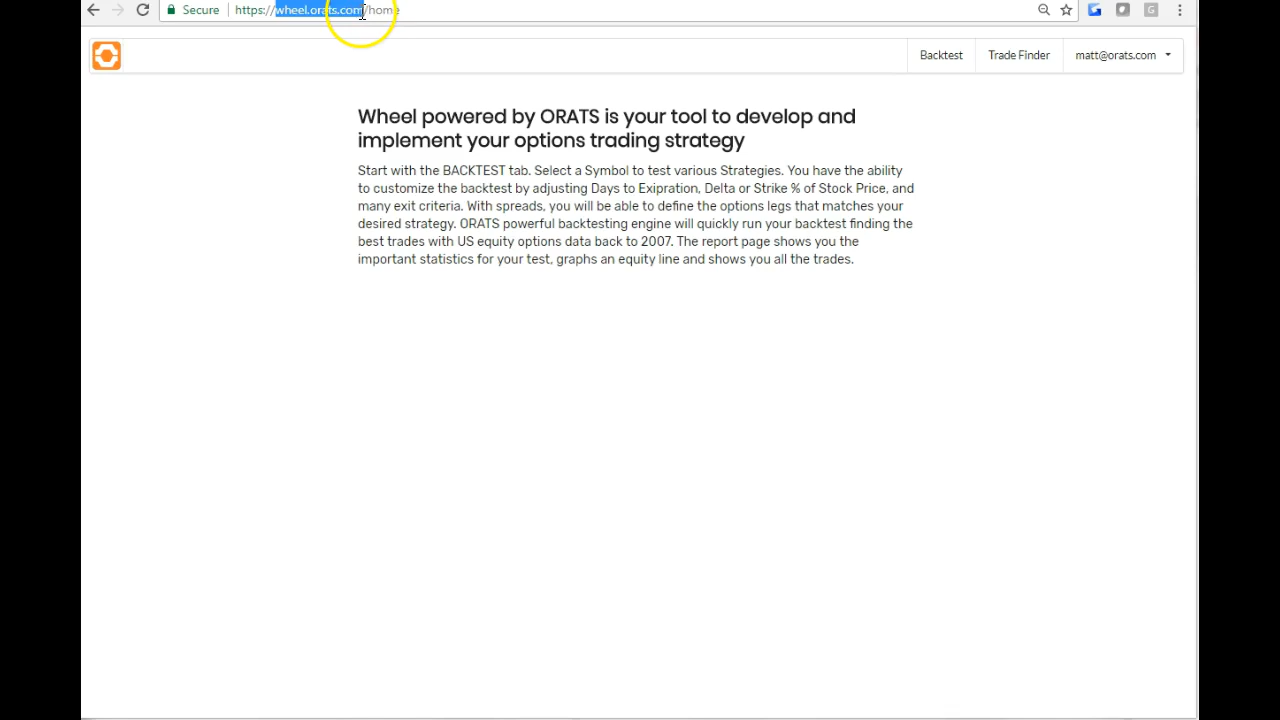 Secure https://wheel.orats.com/home G
Backtest Trade Finder matt@orats.com
Wheel powered by ORATS is your tool to develop and
implement your options trading strategy
Start with the BACKTEST tab. Select a Symbol to test various Strategies. You have the ability
to customize the backtest by adjusting Days to Exipration, Delta or Strike % of Stock Price, and
many exit criteria. With spreads, you will be able to define the options legs that matches your
desired strategy. ORATS powerful backtesting engine will quickly run your backtest finding the
best trades with US equity options data back to 2007. The report page shows you the
important statistics for your test, graphs an equity line and shows you all the trades.